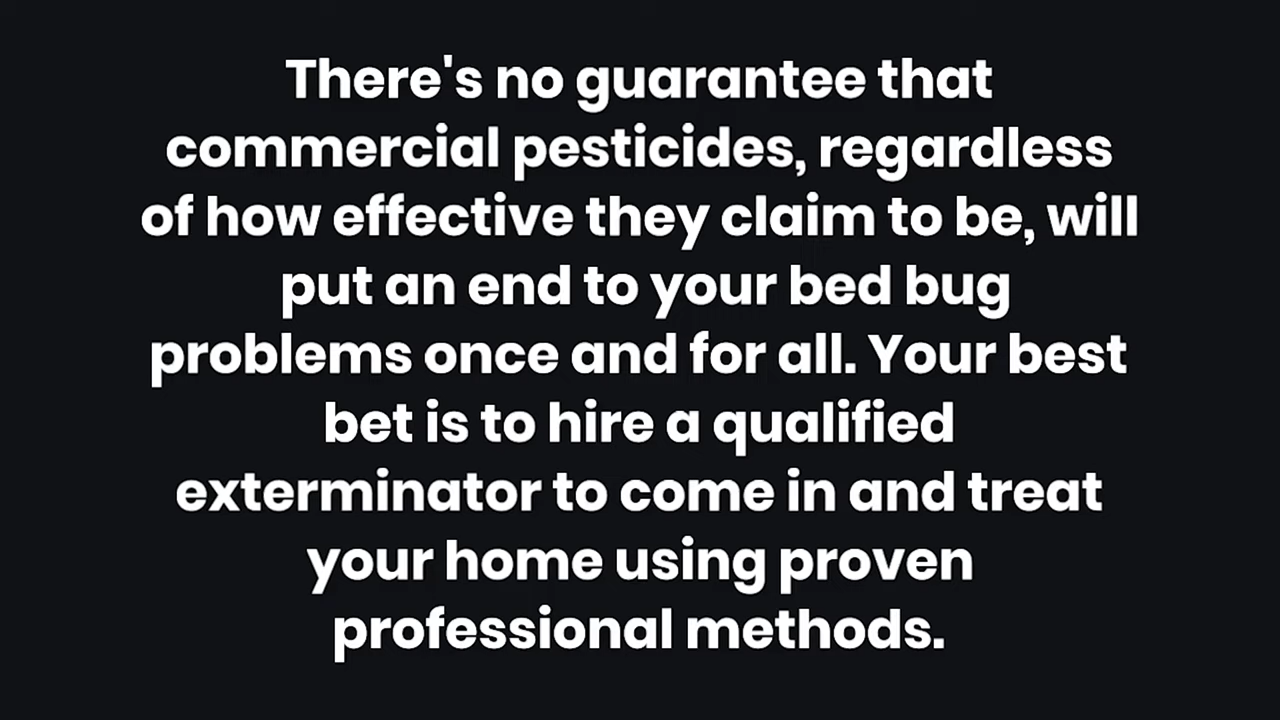 There's no guarantee that
commercial pesticides, regardless
of how effective they claim to be, will
put an end to your bed bug
problems once and for all. Your best
bet is to hire a qualified
exterminator to come in and treat
your home using proven
professional methods.